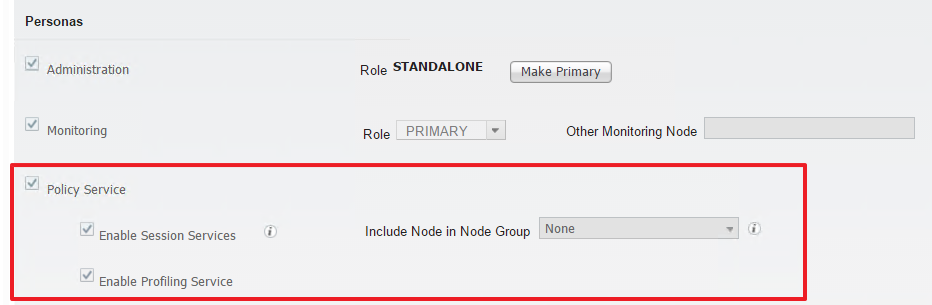 Personas
Administration Role STANDALONE Make Primary
Monitoring Role PRIMARY Other Monitoring Node
Policy Service
Enable Session Services i Include Node in Node Group None i
Enable Profiling Service